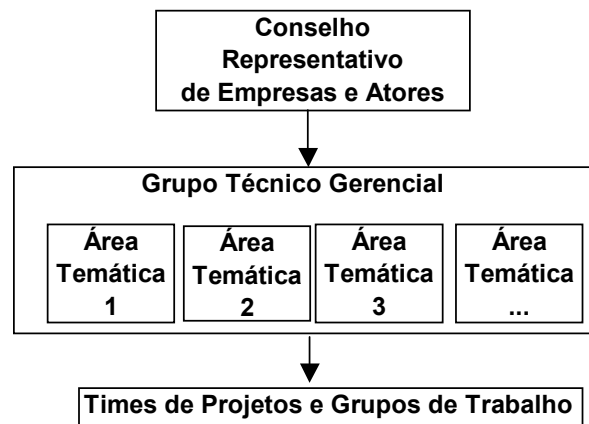 Conselho
Representativo
de Empresas e Atores
Grupo Técnico Gerencial
Área
Temática
1
Área
Temática
2
Área
Temática
3
Área
Temática
...
Times de Projetos e Grupos de Trabalho